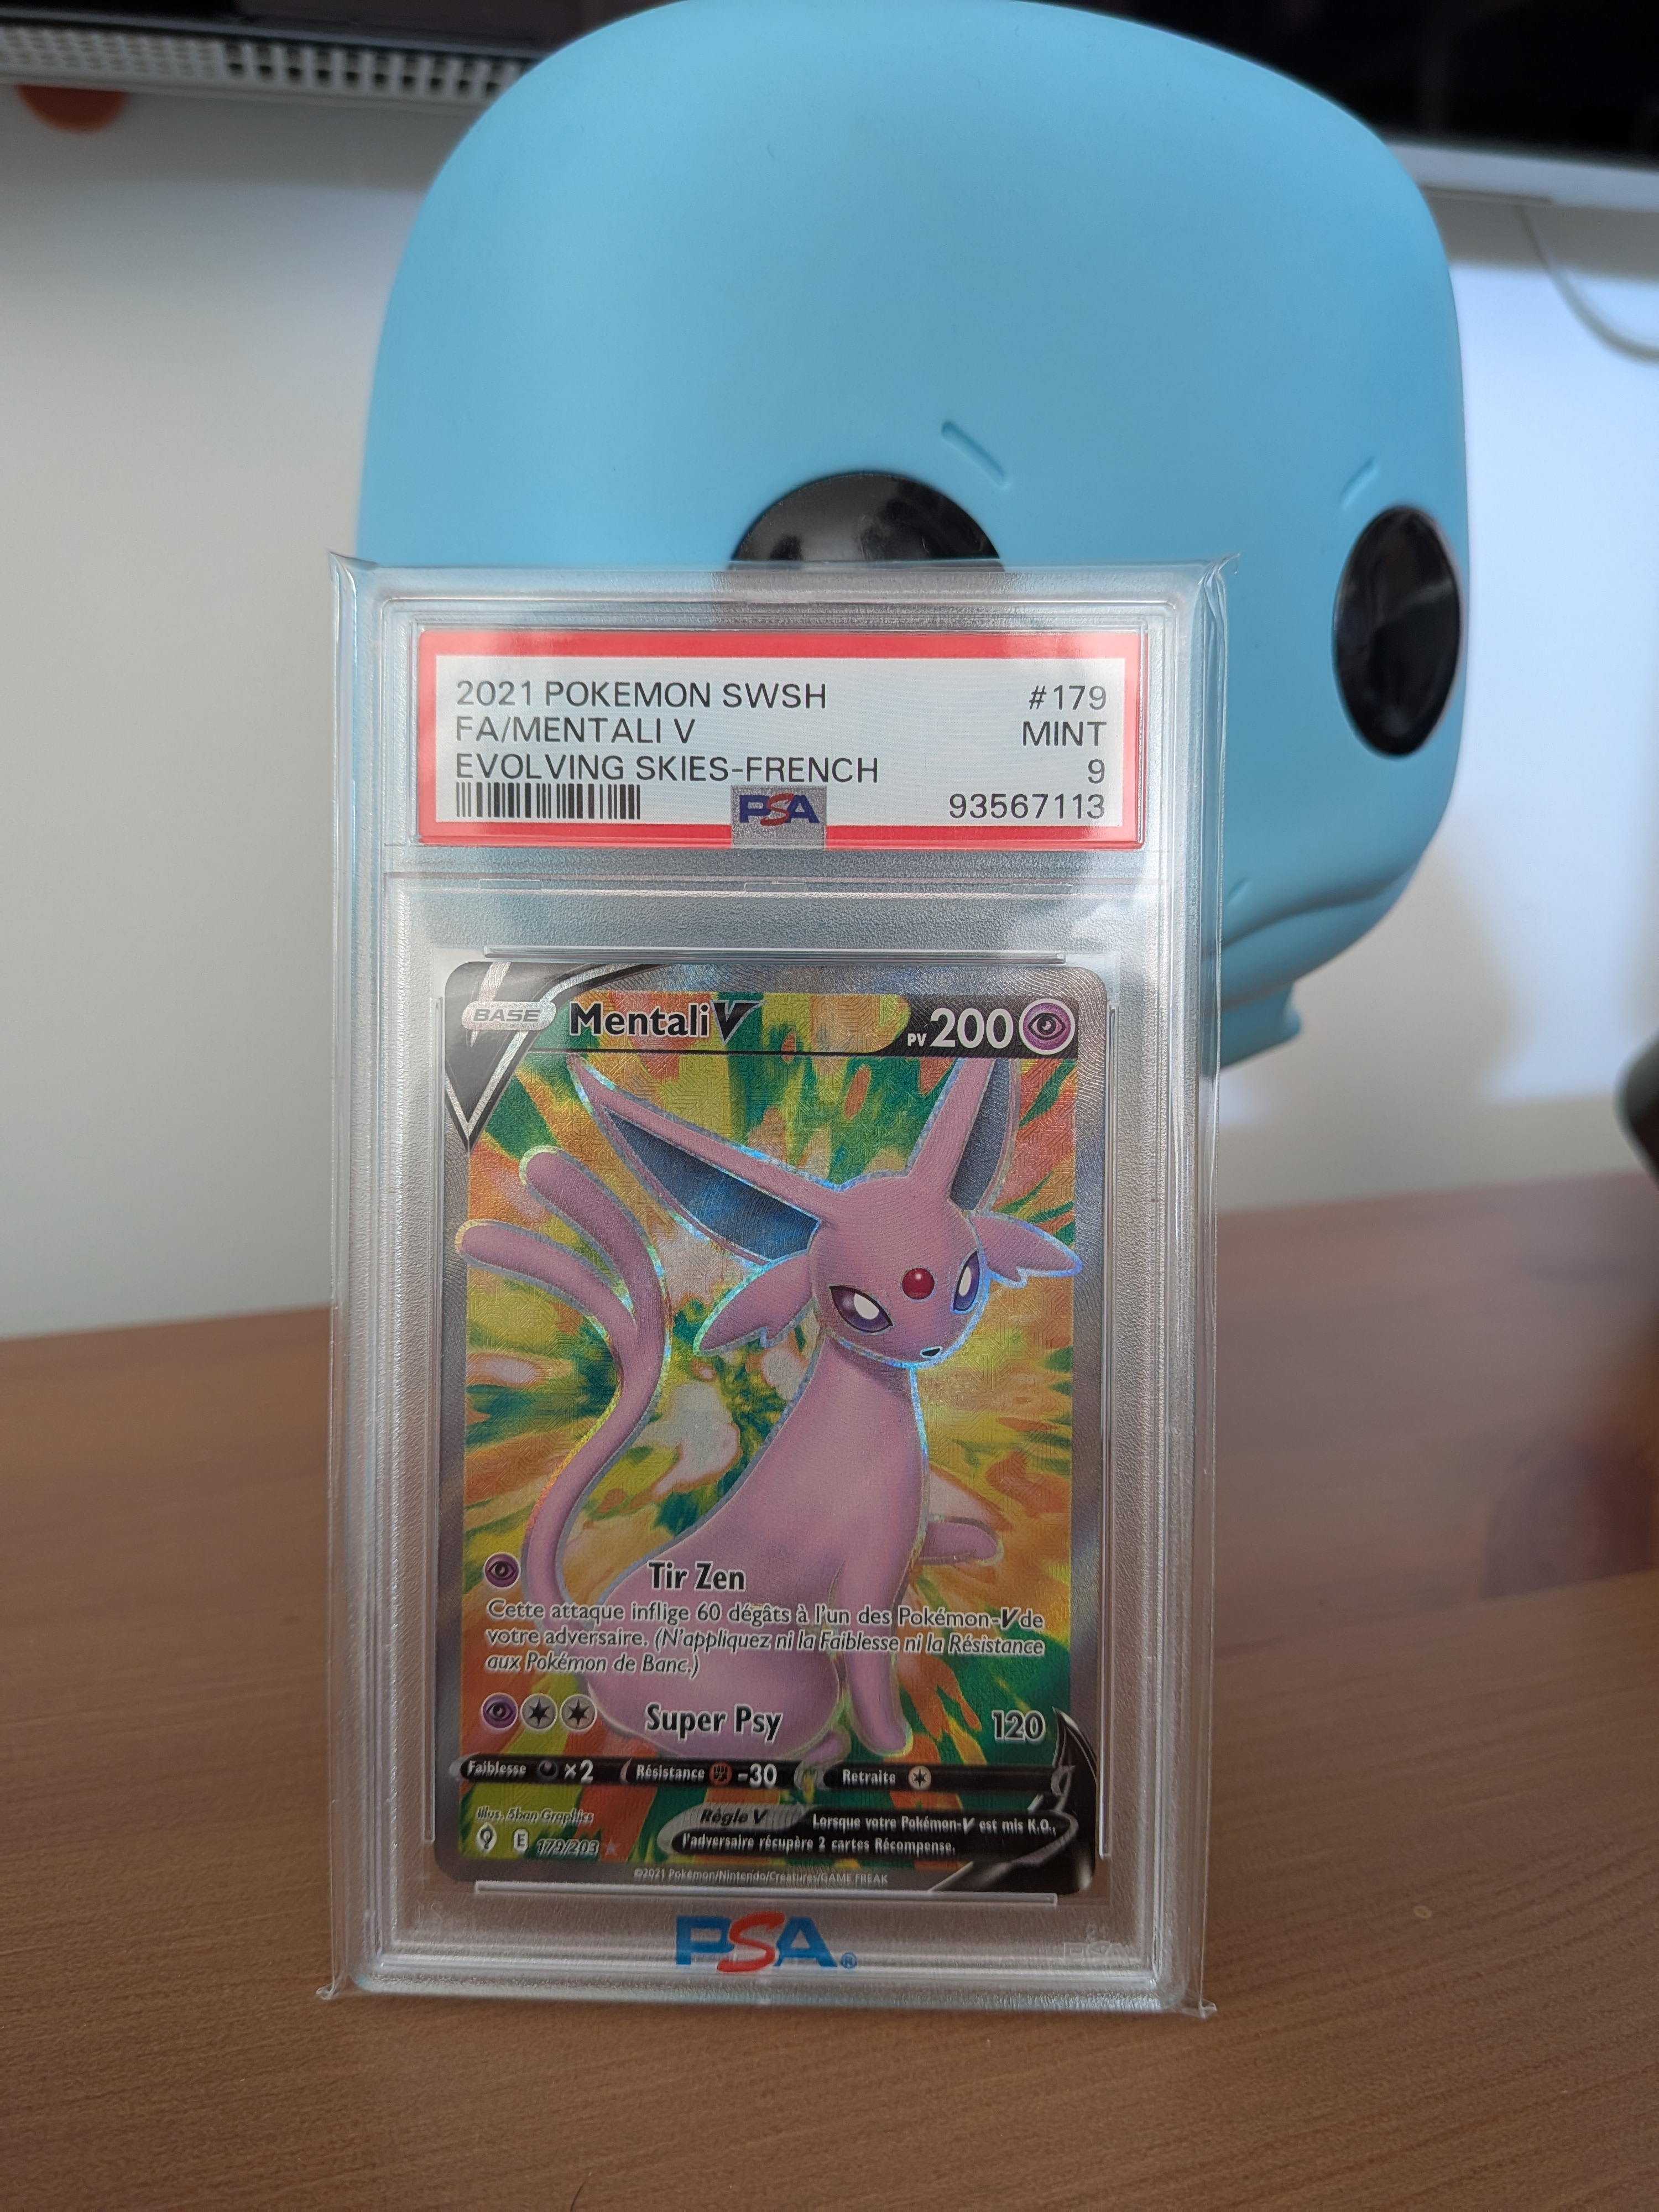 2021 POKEMON SWSH #179
FA/MENTALI V MINT
EVOLVING SKIES-FRENCH 9
PSA 93567113
BASE Mentali V PV 200
Tir Zen
Cette attaque inflige 60 dégâts à l'un des Pokémon-V de
votre adversaire. (N'appliquez ni la Faiblesse ni la Résistance
aux Pokémon de Banc.)
Super Psy 120
Faiblesse ×2 Résistance -30 Retraite
Illus. 5ban Graphics
Règle V Lorsque votre Pokémon-V est mis K.O.,
l'adversaire récupère 2 cartes Récompense.
E 179/203
©2021 Pokémon/Nintendo/Creatures/GAME FREAK
PSA®